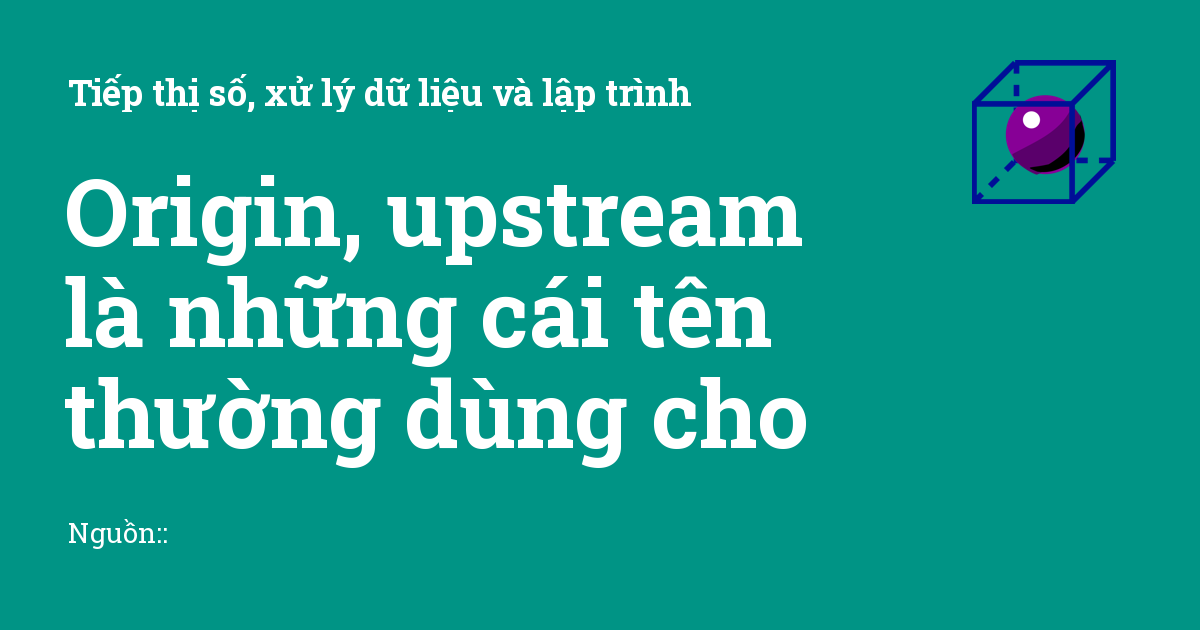 Tiếp thị số, xử lý dữ liệu và lập trình
Origin, upstream
là những cái tên
thường dùng cho
Nguồn::